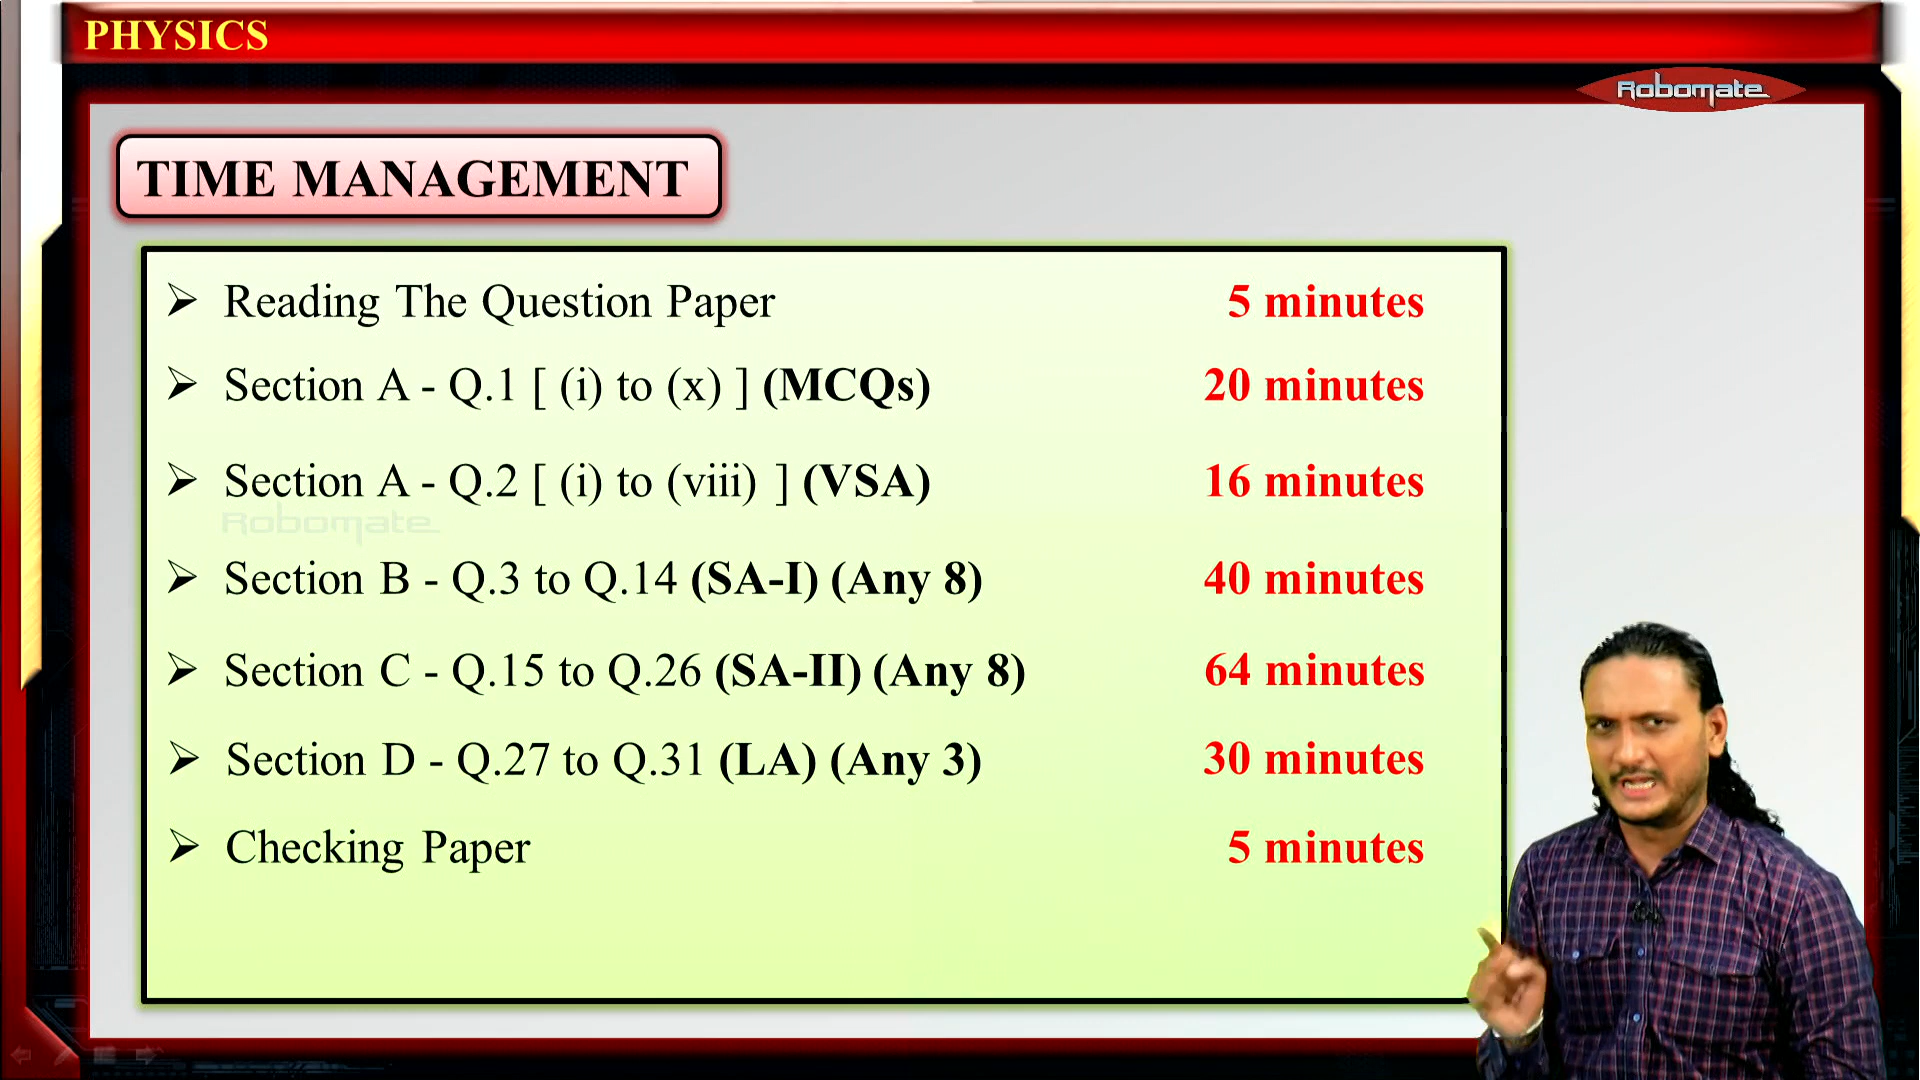 PHYSICS
Robomate
TIME MANAGEMENT
➢ Reading The Question Paper 5 minutes
➢ Section A - Q.1 [ (i) to (x) ] (MCQs) 20 minutes
➢ Section A - Q.2 [ (i) to (viii) ] (VSA) 16 minutes
Robomate
➢ Section B - Q.3 to Q.14 (SA-I) (Any 8) 40 minutes
➢ Section C - Q.15 to Q.26 (SA-II) (Any 8) 64 minutes
➢ Section D - Q.27 to Q.31 (LA) (Any 3) 30 minutes
➢ Checking Paper 5 minutes